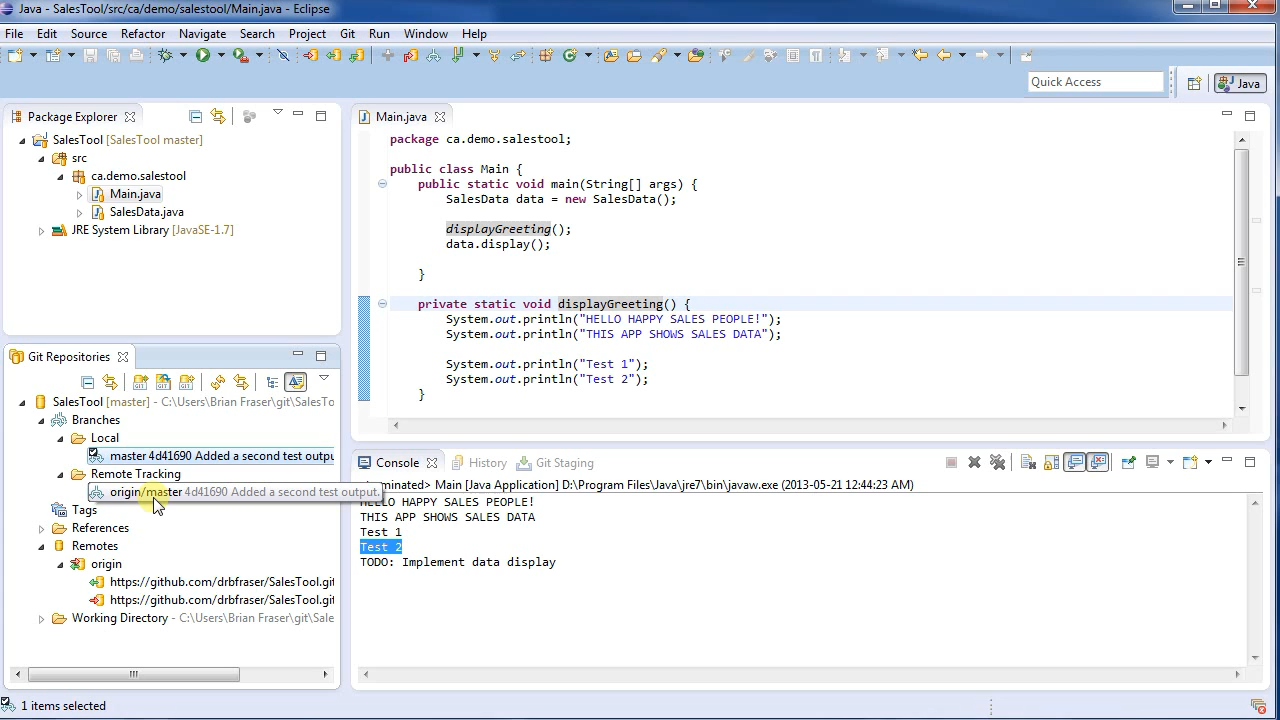 Java - SalesTool/src/ca/demo/salestool/Main.java - Eclipse
File Edit Source Refactor Navigate Search Project Git Run Window Help
Quick Access
Java
Package Explorer
SalesTool [SalesTool master]
src
ca.demo.salestool
Main.java
SalesData.java
JRE System Library [JavaSE-1.7]
Git Repositories
SalesTool [master] - C:\Users\Brian Fraser\git\SalesTo
Branches
Local
master 4d41690 Added a second test outpu
Remote Tracking
origin/master 4d41690 Added a second test output.
Tags
References
Remotes
origin
https://github.com/drbfraser/SalesTool.git
https://github.com/drbfraser/SalesTool.git
Working Directory - C:\Users\Brian Fraser\git\Sale
Main.java
package ca.demo.salestool;
public class Main {
public static void main(String[] args) {
SalesData data = new SalesData();
displayGreeting();
data.display();
}
private static void displayGreeting() {
System.out.println("HELLO HAPPY SALES PEOPLE!");
System.out.println("THIS APP SHOWS SALES DATA");
System.out.println("Test 1");
System.out.println("Test 2");
}
Console History Git Staging
minated> Main [Java Application] D:\Program Files\Java\jre7\bin\javaw.exe (2013-05-21 12:44:23 AM)
HELLO HAPPY SALES PEOPLE!
THIS APP SHOWS SALES DATA
Test 1
Test 2
TODO: Implement data display
1 items selected